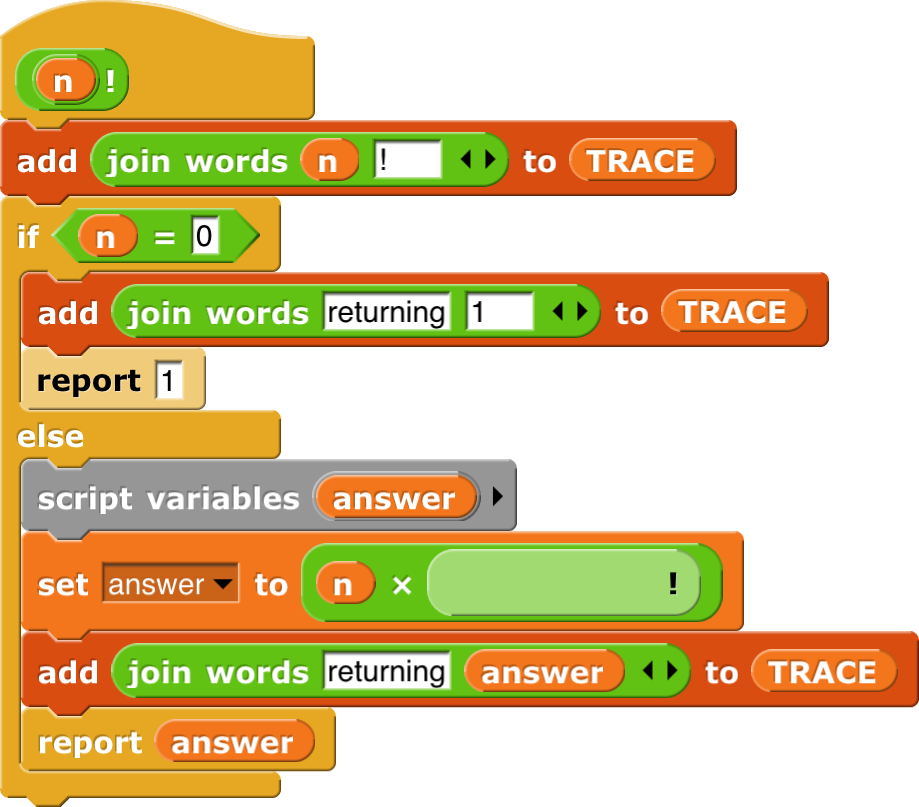 n !
add join words n ! to TRACE
if n = 0
add join words returning 1 to TRACE
report 1
else
script variables answer
set answer to n × !
add join words returning answer to TRACE
report answer